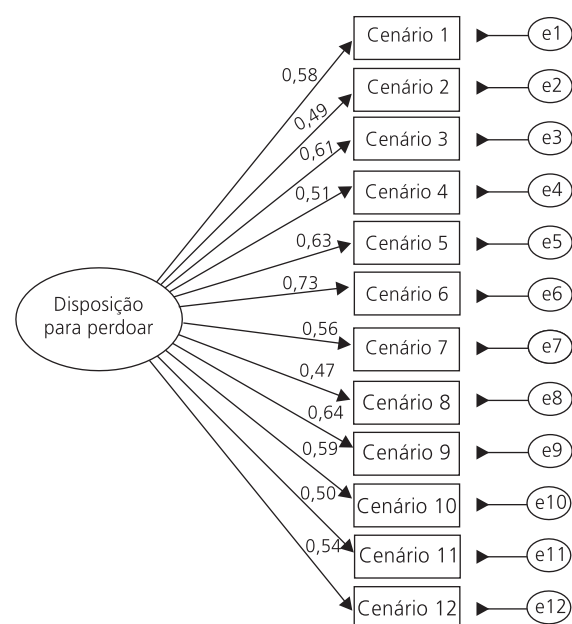 Cenário 1
e1
0,58
Cenário 2
e2
0,49
Cenário 3
e3
0,61
Cenário 4
e4
0,51
Cenário 5
e5
0,63
Cenário 6
e6
0,73
Disposição
para perdoar
Cenário 7
e7
0,56
Cenário 8
e8
0,47
Cenário 9
e9
0,64
Cenário 10
e10
0,59
Cenário 11
e11
0,50
Cenário 12
e12
0,54